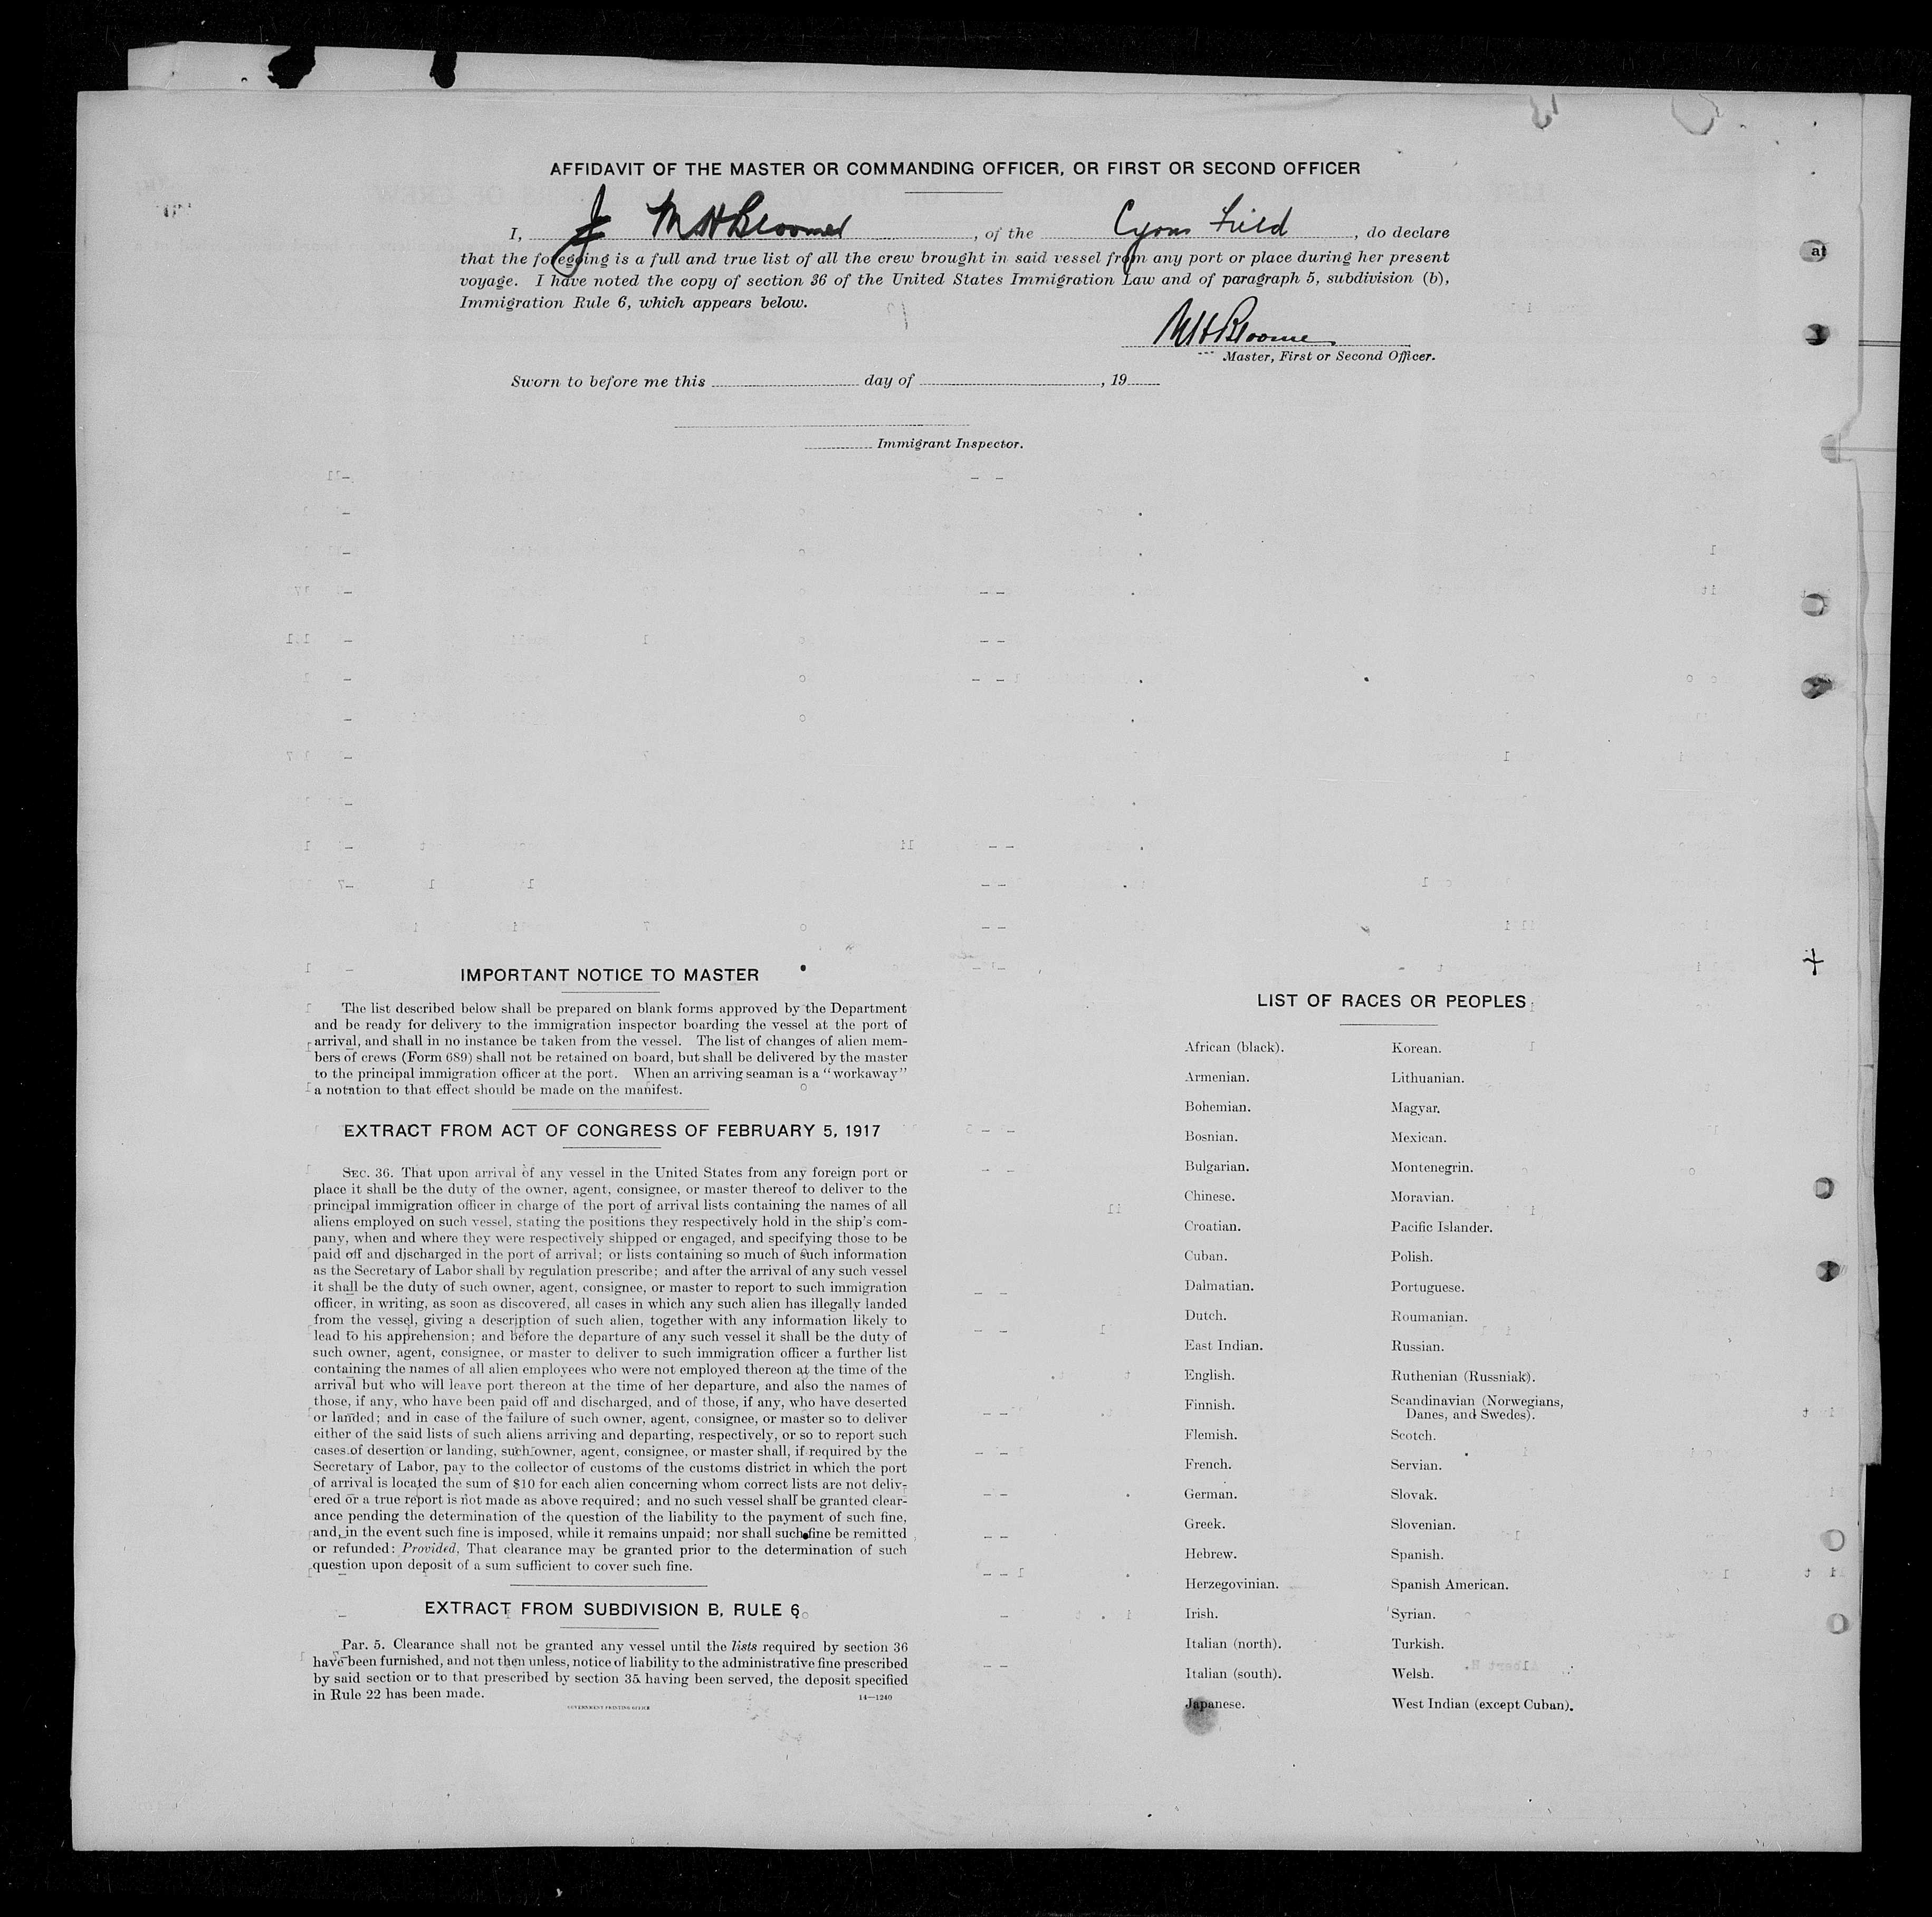 AFFIDAVIT OF THE MASTER OR COMMANDING OFFICER, OR FIRST OR SECOND OFFICER
I, M H Bloomer, of the Field, do declare
that the foregoing is a full and true list of all the crew brought in said vessel from any port or place during her present
voyage. I have noted the copy of section 36 of the United States Immigration Law and of paragraph 5, subdivision (b),
Immigration Rule 6, which appears below.
M H Bloomer
Master, First or Second Officer.
Sworn to before me this day of , 19
Immigrant Inspector.
IMPORTANT NOTICE TO MASTER
The list described below shall be prepared on blank forms approved by the Department
and be ready for delivery to the immigration inspector boarding the vessel at the port of
arrival, and shall in no instance be taken from the vessel. The list of changes of alien mem-
bers of crews (Form 689) shall not be retained on board, but shall be delivered by the master
to the principal immigration officer at the port. When an arriving seaman is a "workaway"
a notation to that effect should be made on the manifest.
EXTRACT FROM ACT OF CONGRESS OF FEBRUARY 5, 1917
SEC. 36. That upon arrival of any vessel in the United States from any foreign port or
place it shall be the duty of the owner, agent, consignee, or master thereof to deliver to the
principal immigration officer in charge of the port of arrival lists containing the names of all
aliens employed on such vessel, stating the positions they respectively hold in the ship's com-
pany, when and where they were respectively shipped or engaged, and specifying those to be
paid off and discharged in the port of arrival; or lists containing so much of such information
as the Secretary of Labor shall by regulation prescribe; and after the arrival of any such vessel
it shall be the duty of such owner, agent, consignee, or master to report to such immigration
officer, in writing, as soon as discovered, all cases in which any such alien has illegally landed
from the vessel, giving a description of such alien, together with any information likely to
lead to his apprehension; and before the departure of any such vessel it shall be the duty of
such owner, agent, consignee, or master to deliver to such immigration officer a further list
containing the names of all alien employees who were not employed thereon at the time of the
arrival but who will leave port thereon at the time of her departure, and also the names of
those, if any, who have been paid off and discharged, and of those, if any, who have deserted
or landed; and in case of the failure of such owner, agent, consignee, or master so to deliver
either of the said lists of such aliens arriving and departing, respectively, or so to report such
cases of desertion or landing, such owner, agent, consignee, or master shall, if required by the
Secretary of Labor, pay to the collector of customs of the customs district in which the port
of arrival is located the sum of $10 for each alien concerning whom correct lists are not deliv-
ered or a true report is not made as above required; and no such vessel shall be granted clear-
ance pending the determination of the question of the liability to the payment of such fine,
and, in the event such fine is imposed, while it remains unpaid; nor shall such fine be remitted
or refunded: Provided, That clearance may be granted prior to the determination of such
question upon deposit of a sum sufficient to cover such fine.
EXTRACT FROM SUBDIVISION B, RULE 6
Par. 5. Clearance shall not be granted any vessel until the lists required by section 36
have been furnished, and not then unless, notice of liability to the administrative fine prescribed
by said section or to that prescribed by section 35 having been served, the deposit specified
in Rule 22 has been made.
14—1240
GOVERNMENT PRINTING OFFICE
LIST OF RACES OR PEOPLES
African (black). Korean.
Armenian. Lithuanian.
Bohemian. Magyar.
Bosnian. Mexican.
Bulgarian. Montenegrin.
Chinese. Moravian.
Croatian. Pacific Islander.
Cuban. Polish.
Dalmatian. Portuguese.
Dutch. Roumanian.
East Indian. Russian.
English. Ruthenian (Russniak).
Finnish. Scandinavian (Norwegians,
Danes, and Swedes).
Flemish. Scotch.
French. Servian.
German. Slovak.
Greek. Slovenian.
Hebrew. Spanish.
Herzegovinian. Spanish American.
Irish. Syrian.
Italian (north). Turkish.
Italian (south). Welsh.
Japanese. West Indian (except Cuban).